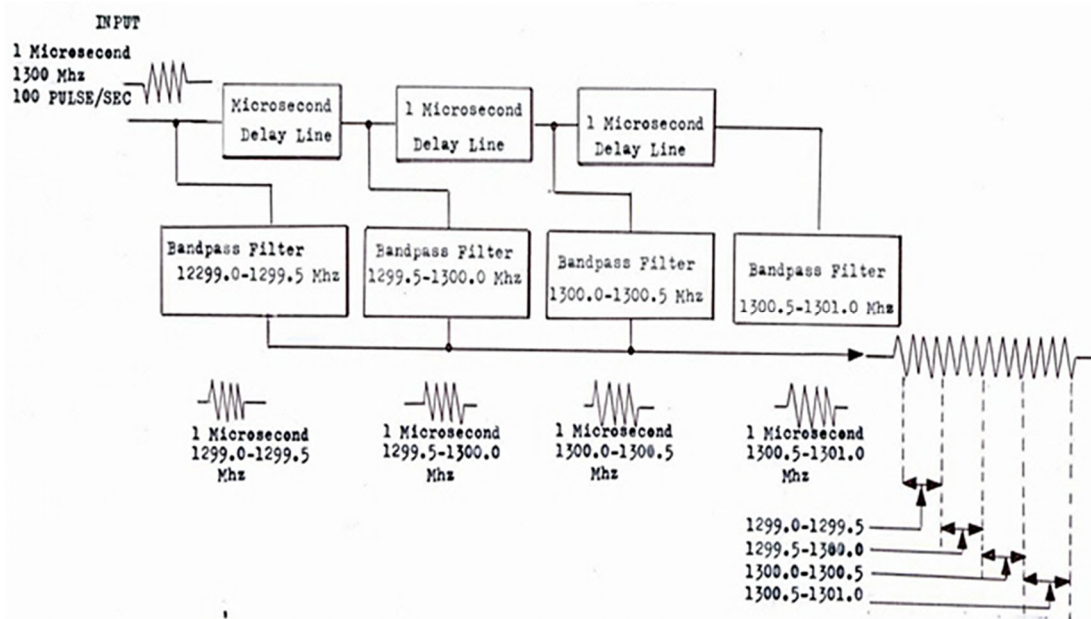 INPUT
1 Microsecond
1300 Mhz
100 PULSE/SEC
Microsecond
Delay Line
1 Microsecond
Delay Line
1 Microsecond
Delay Line
Bandpass Filter
12299.0-1299.5 Mhz
Bandpass Filter
1299.5-1300.0 Mhz
Bandpass Filter
1300.0-1300.5 Mhz
Bandpass Filter
1300.5-1301.0 Mhz
1 Microsecond
1299.0-1299.5
Mhz
1 Microsecond
1299.5-1300.0
Mhz
1 Microsecond
1300.0-1300.5
Mhz
1 Microsecond
1300.5-1301.0
Mhz
1299.0-1299.5
1299.5-1300.0
1300.0-1300.5
1300.5-1301.0